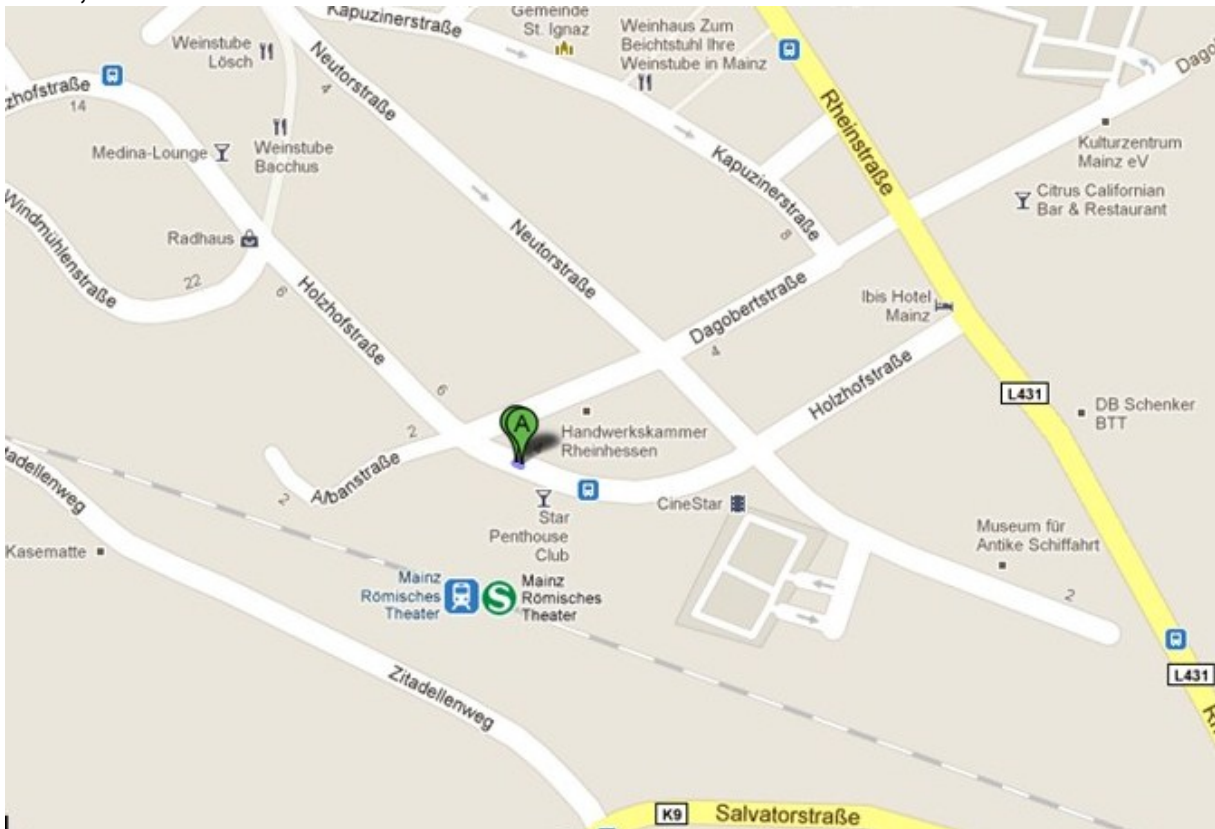 Kapuzinerstraße
Gemeinde
St. Ignaz
Weinhaus Zum
Beichtstuhl Ihre
Weinstube in Mainz
Weinstube
Lösch
Neutorstraße
4
zhofstraße
14
Rheinstraße
Dago
Kulturzentrum
Mainz eV
Medina-Lounge
Weinstube
Bacchus
Kapuzinerstraße
8
Citrus Californian
Bar & Restaurant
Windmühlenstraße
22
Radhaus
6
Holzhofstraße
Neutorstraße
Dagobertstraße
4
Ibis Hotel
Mainz
Holzhofstraße
L431
DB Schenker
BTT
6
2
A
Handwerkskammer
Rheinhessen
Albanstraße
2
tadellenweg
Kasematte
Star
Penthouse
Club
CineStar
Museum für
Antike Schiffahrt
2
Mainz
Römisches
Theater
S
Mainz
Römisches
Theater
L431
Zitadellenweg
K9
Salvatorstraße